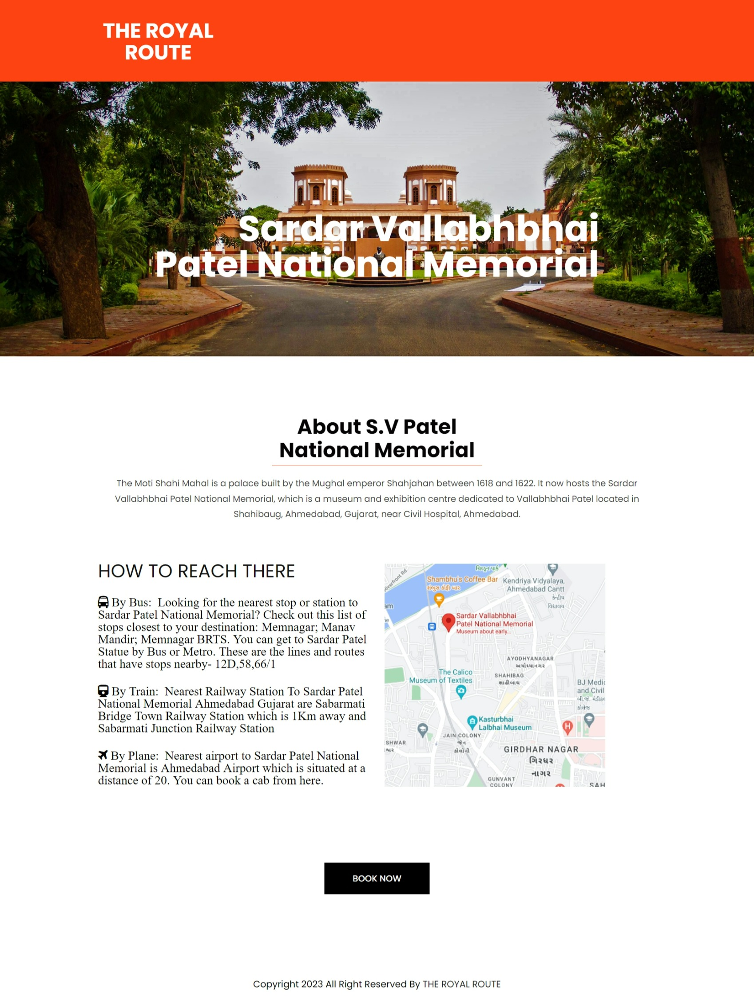 THE ROYAL
ROUTE
Sardar Vallabhbhai
Patel National Memorial
About S.V Patel
National Memorial
The Moti Shahi Mahal is a palace built by the Mughal emperor Shahjahan between 1618 and 1622. It now hosts the Sardar
Vallabhbhai Patel National Memorial, which is a museum and exhibition centre dedicated to Vallabhbhai Patel located in
Shahibaug, Ahmedabad, Gujarat, near Civil Hospital, Ahmedabad.
HOW TO REACH THERE
By Bus:  Looking for the nearest stop or station to
Sardar Patel National Memorial? Check out this list of
stops closest to your destination: Memnagar; Manav
Mandir; Memnagar BRTS. You can get to Sardar Patel
Statue by Bus or Metro. These are the lines and routes
that have stops nearby- 12D,58,66/1
By Train:  Nearest Railway Station To Sardar Patel
National Memorial Ahmedabad Gujarat are Sabarmati
Bridge Town Railway Station which is 1Km away and
Sabarmati Junction Railway Station
By Plane:  Nearest airport to Sardar Patel National
Memorial is Ahmedabad Airport which is situated at a
distance of 20. You can book a cab from here.
Riverfront Rd
Shambhu's Coffee Bar
શંભુસ કોફી બાર
Kendriya Vidyalaya,
Ahmedabad Cantt
કેન્દ્રીય
વિદ્યાલય
Sardar Vallabhbhai
Patel National Memorial
Museum about early...
AYODHYANAGAR
અયોધ્યાનગર
The Calico
Museum of Textiles
SHAHIBAG
શાહીબાઘ
BJ Medic
and Civil
બી.જે. મેડીકલ
કોલેજ
Kasturbhai
Lalbhai Museum
H
JAIN COLONY
જૈન
કોલોની
SHWAR
GIRDHAR NAGAR
ગિરધર
નાગર
GUNVANT
COLONY
SAH
BOOK NOW
Copyright 2023 All Right Reserved By THE ROYAL ROUTE